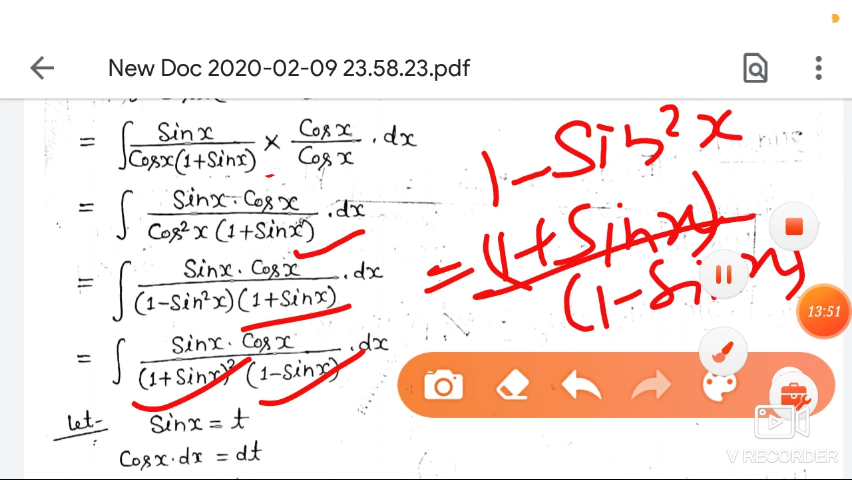 New Doc 2020-02-09 23.58.23.pdf
= ∫ Sinx / Cosx(1+Sinx) × Cosx / Cosx . dx
= ∫ Sinx . Cosx / Cos²x (1+Sinx) . dx
= ∫ Sinx . Cosx / (1-Sin²x) (1+Sinx) . dx
= ∫ Sinx . Cosx / (1+Sinx)² (1-Sinx) . dx
Let- Sinx = t
Cosx . dx = dt
1-Sin²x
= (1+Sinx)
(1-Sinx)
13:51
V RECORDER